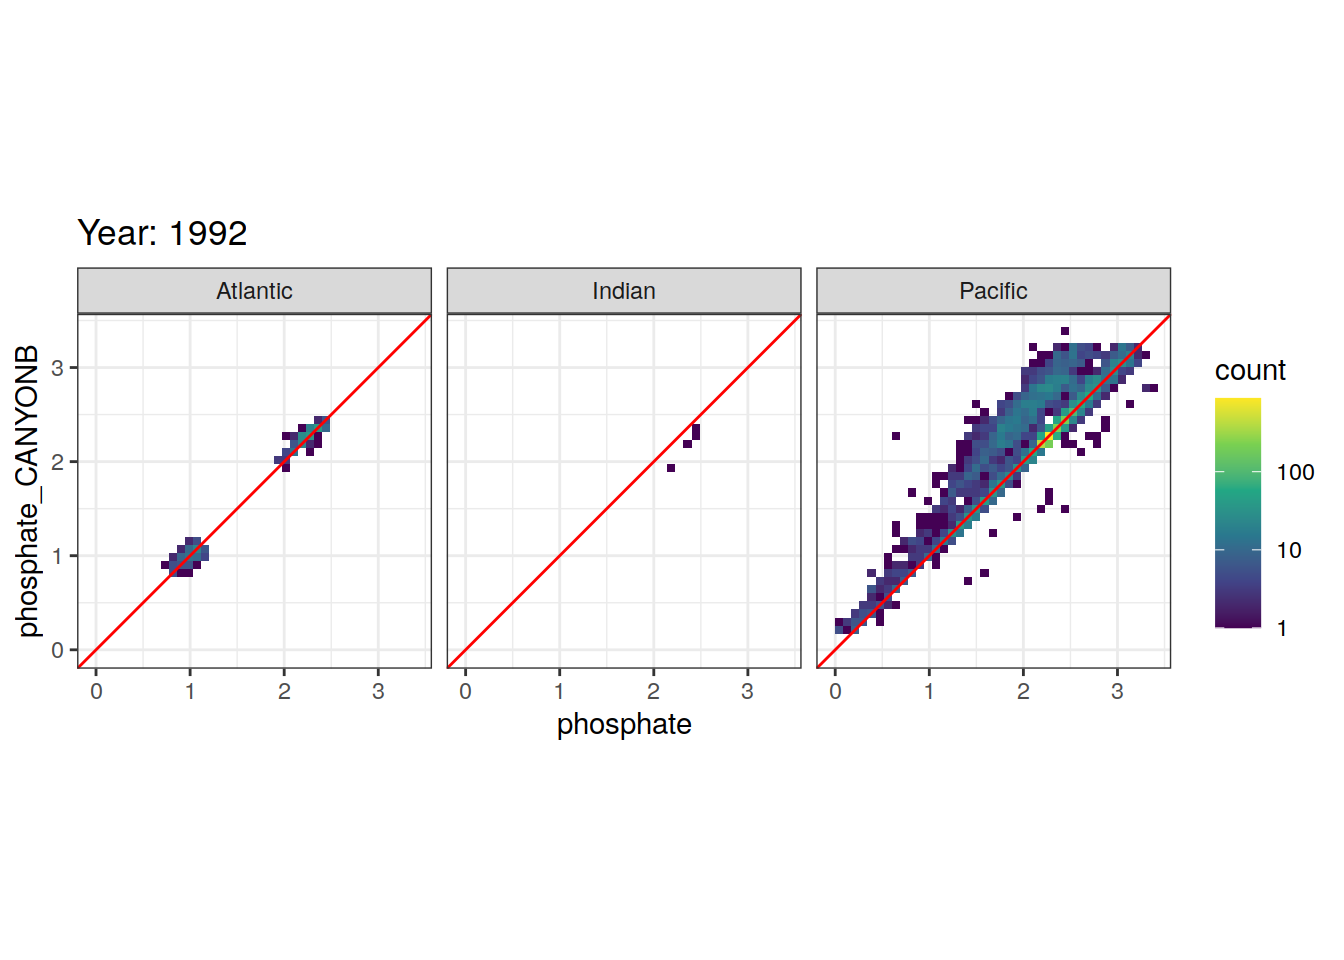 Year: 1992
Atlantic
Indian
Pacific
phosphate_CANYONB
3
2
1
0
0 1 2 3
0 1 2 3
0 1 2 3
phosphate
count
100
10
1